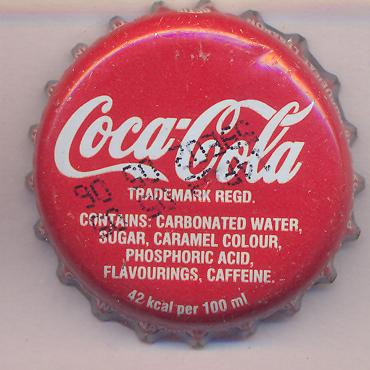 Coca-Cola
TRADEMARK REGD.
CONTAINS: CARBONATED WATER,
SUGAR, CARAMEL COLOUR,
PHOSPHORIC ACID,
FLAVOURINGS, CAFFEINE.
42 kcal per 100 ml